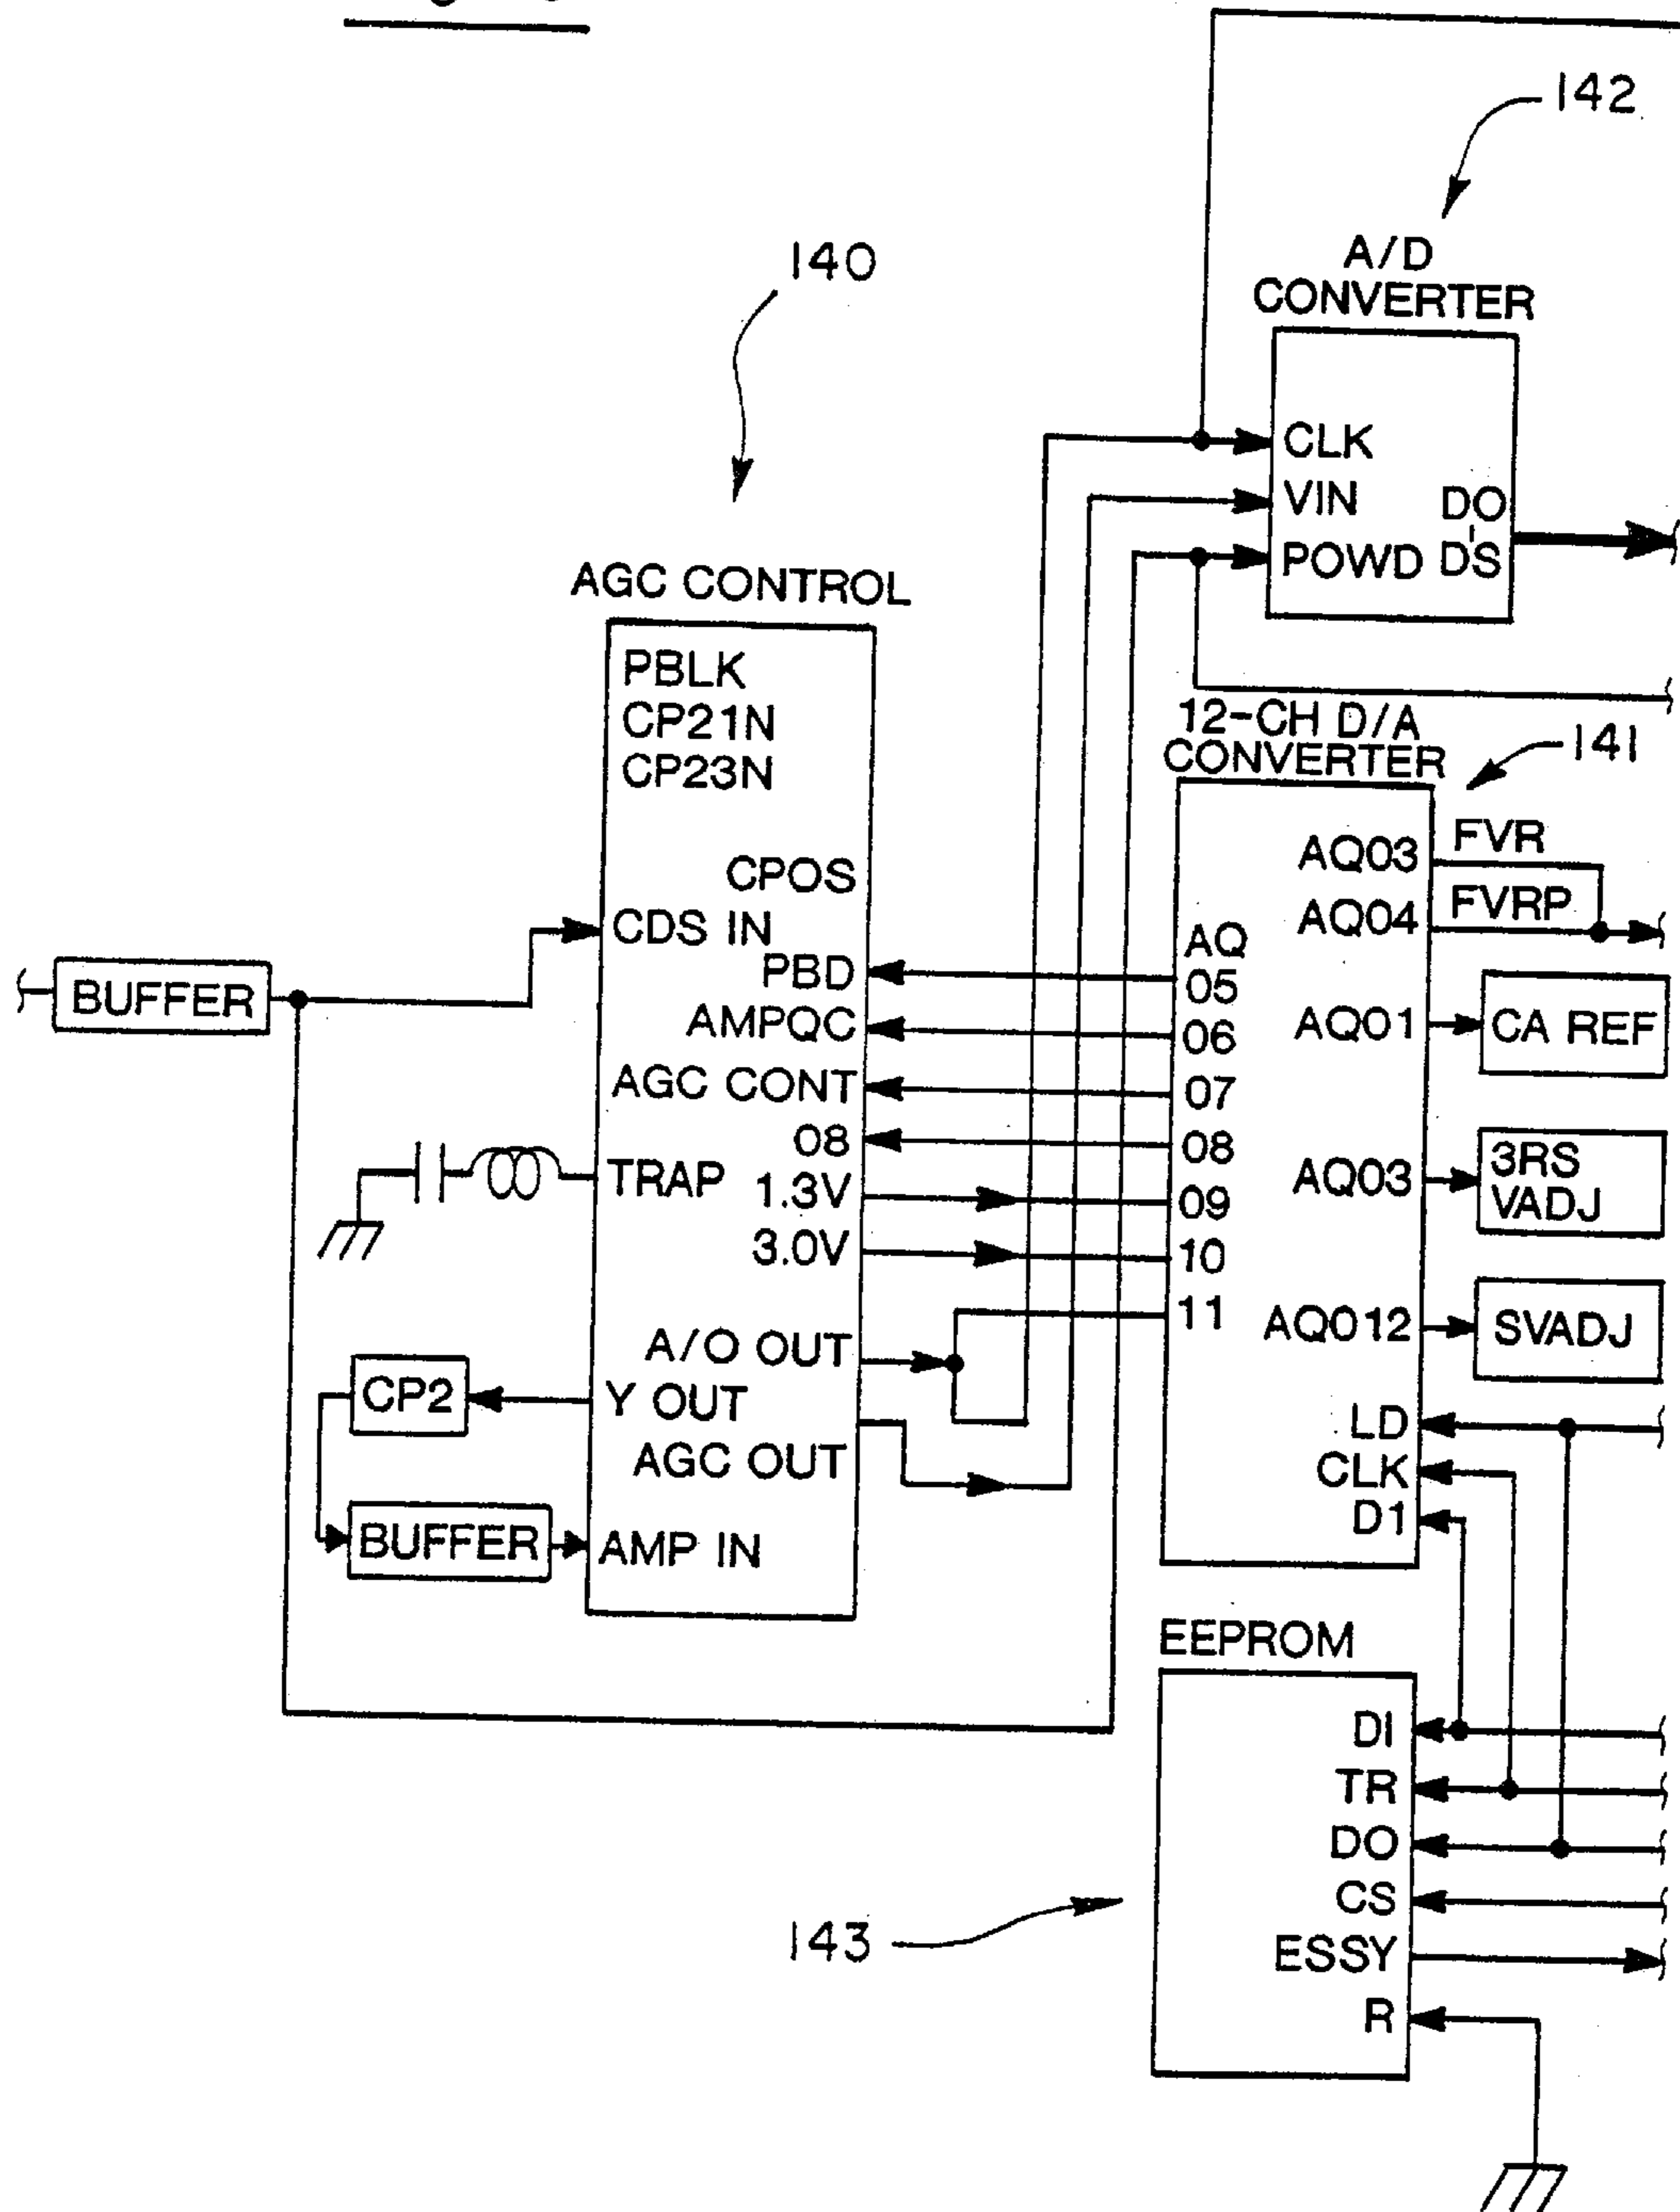 142
A/D
CONVERTER
CLK
VIN
POWD
DO
DS
140
AGC CONTROL
PBLK
CP21N
CP23N
CPOS
CDS IN
PBD
AMPQC
AGC CONT
08
TRAP
1.3V
3.0V
A/O OUT
Y OUT
AGC OUT
AMP IN
BUFFER
CP2
BUFFER
12-CH D/A
CONVERTER
141
AQ03
FVR
AQ04
FVRP
AQ
05
06
07
08
09
10
11
AQ01
CA REF
AQ03
3RS
VADJ
AQ012
SVADJ
LD
CLK
D1
EEPROM
DI
TR
DO
CS
ESSY
R
143